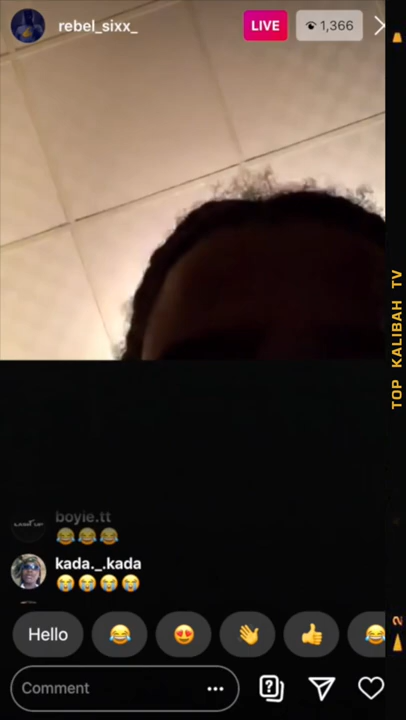 rebel_sixx_
LIVE
1,366
TOP KALIBAH TV
boyie.tt
😂😂😂
kada._.kada
😭😭😭😭
Hello
Comment